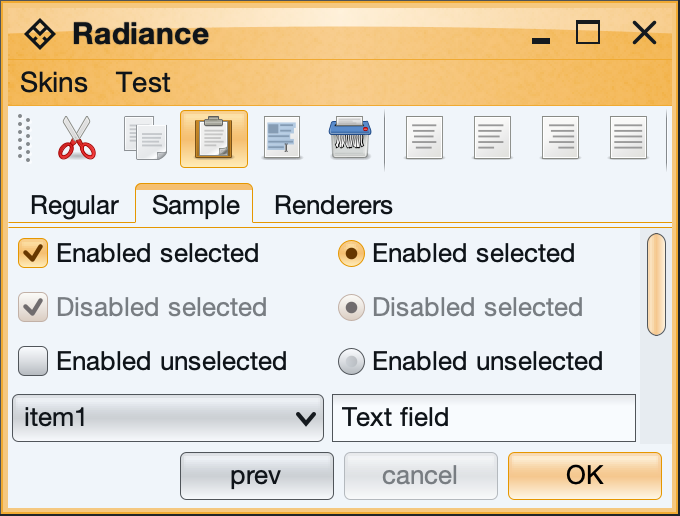 Radiance
Skins Test
Regular Sample Renderers
Enabled selected Enabled selected
Disabled selected Disabled selected
Enabled unselected Enabled unselected
item1 Text field
prev cancel OK